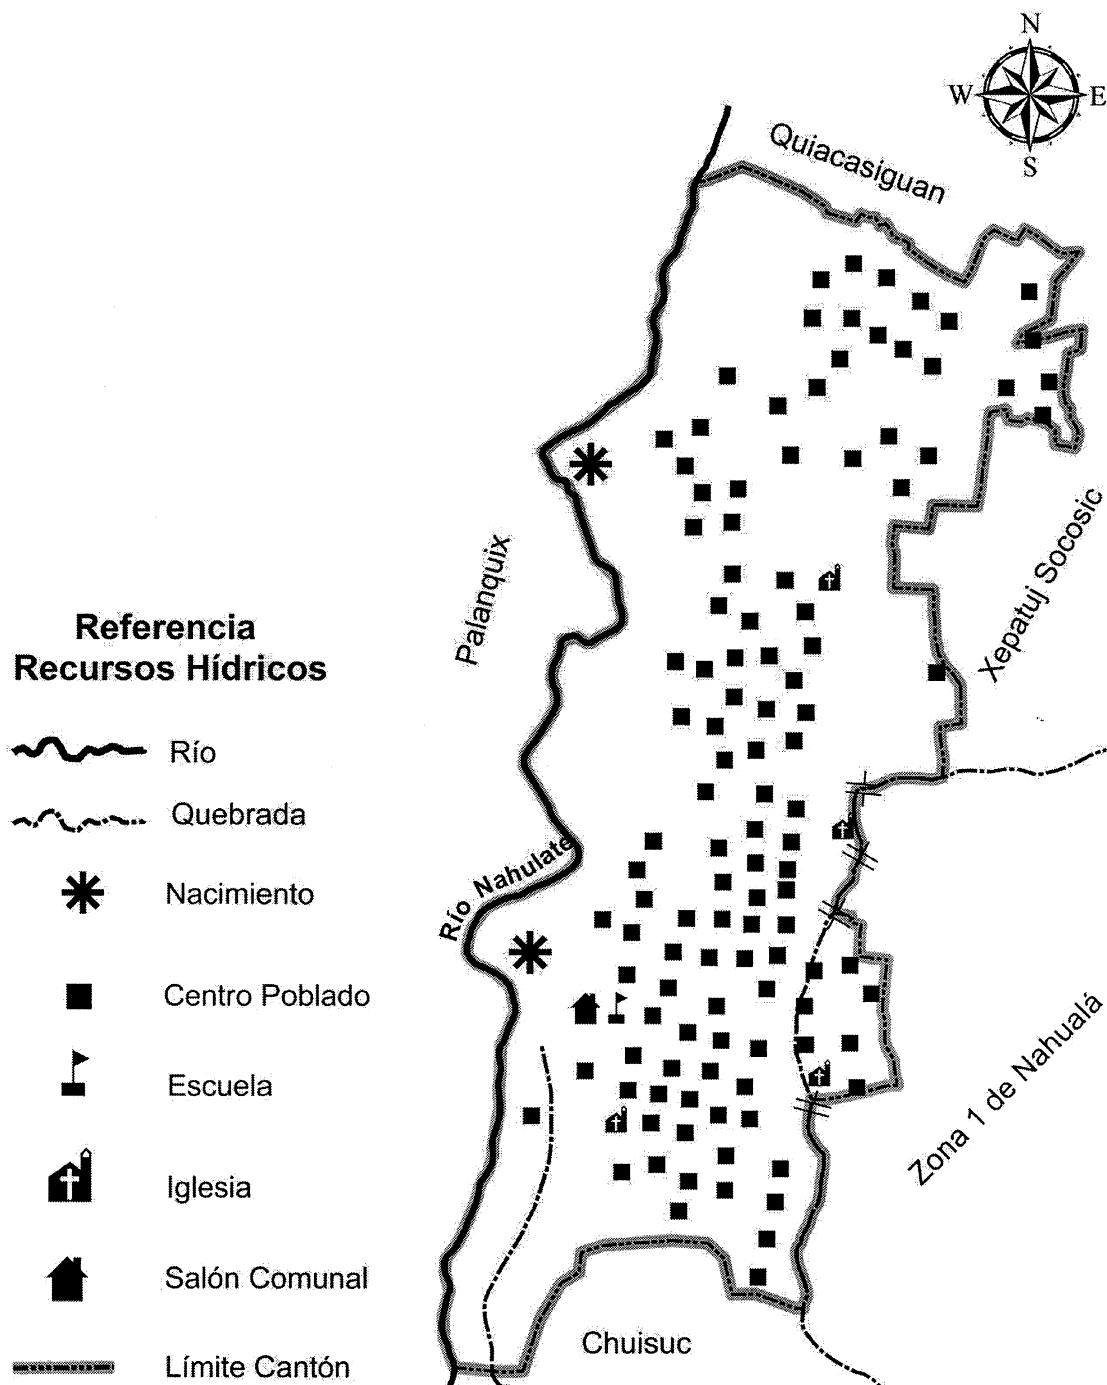 N
W E
S
Quiacasiguan
Palanquix
Xepatuj Socosic
Referencia
Recursos Hídricos
Río
Quebrada
Río Nahulate
Nacimiento
Centro Poblado
Escuela
Zona 1 de Nahualá
Iglesia
Salón Comunal
Chuisuc
Límite Cantón